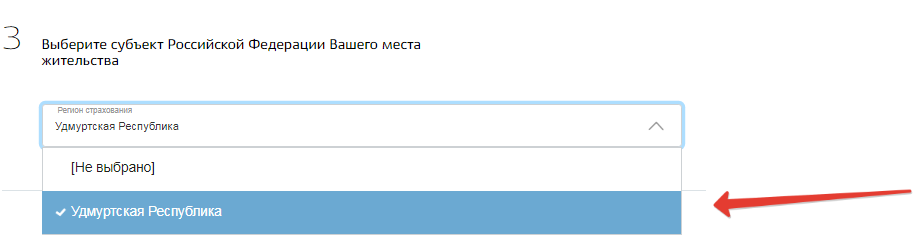 3
Выберите субъект Российской Федерации Вашего места
жительства
Регион страхования
Удмуртская Республика
[Не выбрано]
Удмуртская Республика